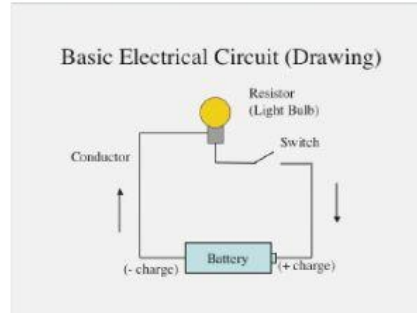 Basic Electrical Circuit (Drawing)
Resistor
(Light Bulb)
Switch
Conductor
Battery
(- charge)
(+ charge)